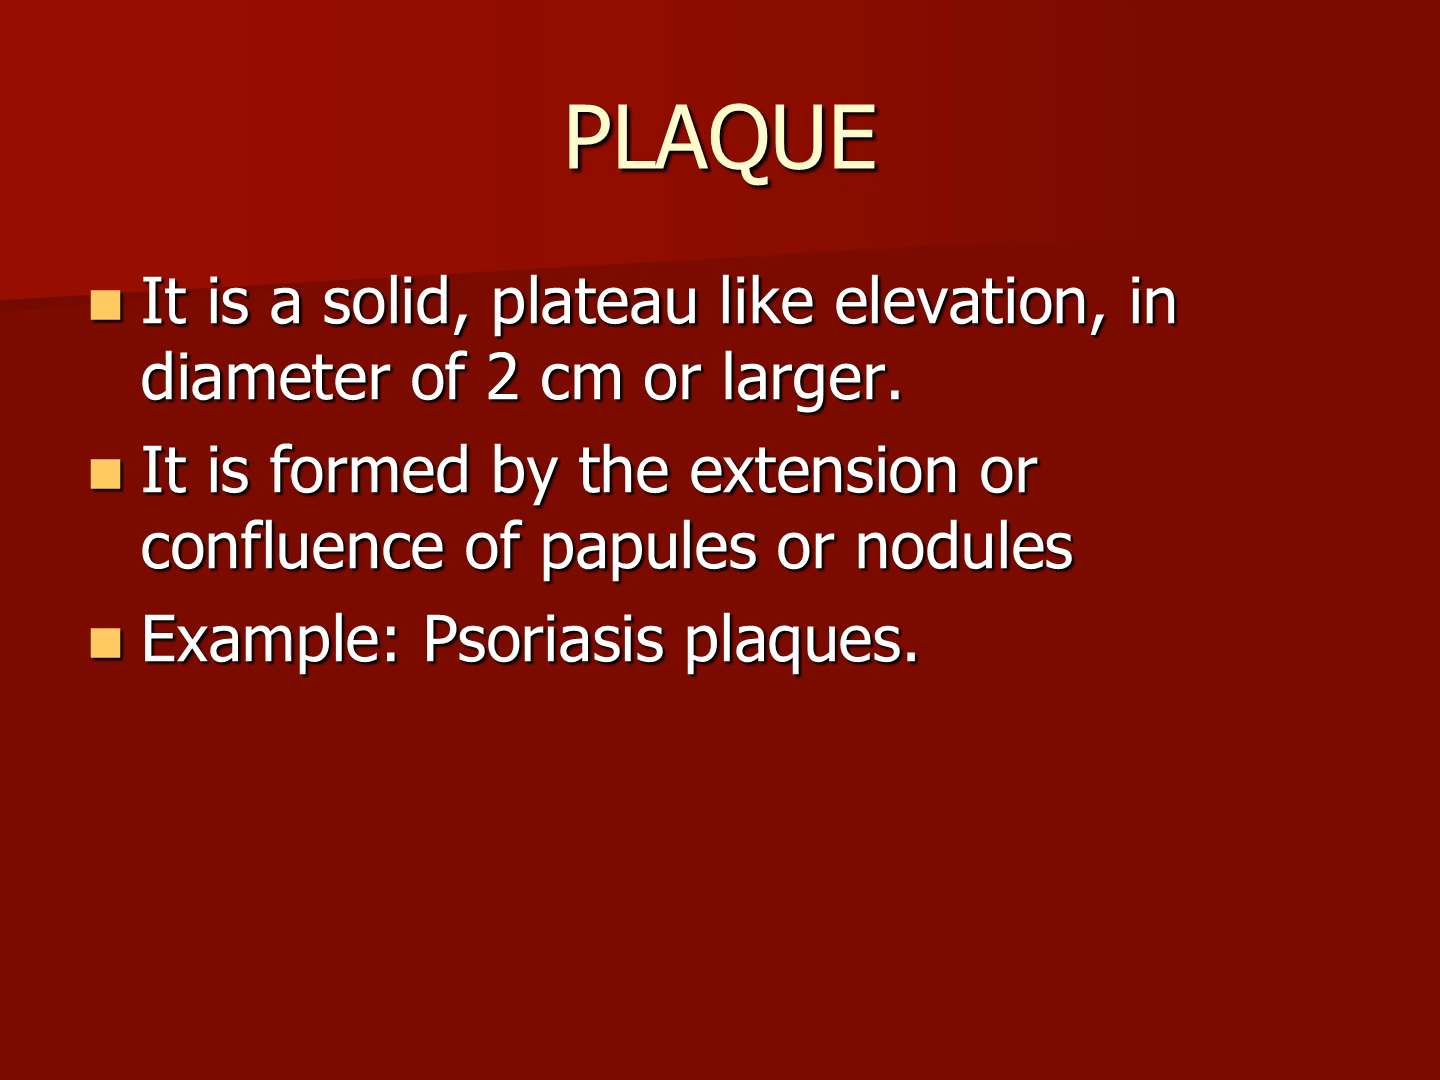 PLAQUE
It is a solid, plateau like elevation, in
diameter of 2 cm or larger.
It is formed by the extension or
confluence of papules or nodules
Example: Psoriasis plaques.